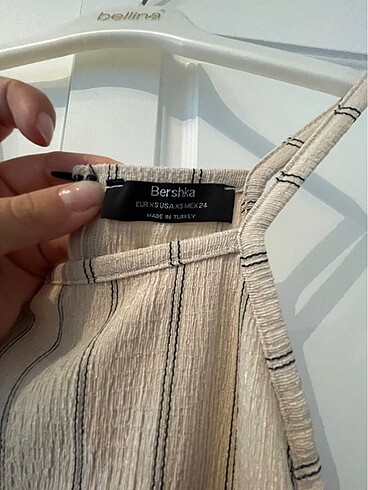 bellina
Bershka
EUR XS USA XS MEX 24
MADE IN TURKEY